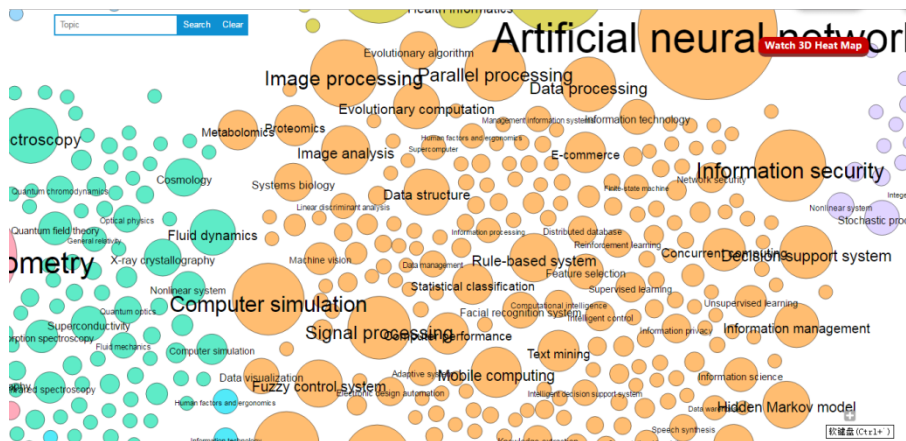 Health informatics
Topic
Search
Clear
Artificial neural network
Watch 3D Heat Map
Evolutionary algorithm
Image processing
Parallel processing
Data processing
Evolutionary computation
Management information systems
Information technology
Metabolomics
Proteomics
Human factors and ergonomics
Supercomputer
ctroscopy
Image analysis
E-commerce
Information security
Cosmology
Systems biology
Network security
Quantum chromodynamics
Data structure
Finite-state machine
Linear discriminant analysis
Nonlinear system
Optical physics
Stochastic proc
Quantum field theory
General relativity
Fluid dynamics
Information processing
Distributed database
Reinforcement learning
ometry
X-ray crystallography
Machine vision
Data management
Rule-based system
Concurrent computing
Decision support system
Feature selection
Nonlinear system
Statistical classification
Supervised learning
Computer simulation
Computational intelligence
Unsupervised learning
Quantum optics
Facial recognition system
Intelligent control
Superconductivity
Signal processing
Computer performance
Information privacy
Information management
rption spectroscopy
Fluid mechanics
Computer simulation
Text mining
Data visualization
Adaptive system
Mobile computing
Information science
Fuzzy control system
Electronic design automation
Intelligent decision support system
Human factors and ergonomics
Hidden Markov model
Speech synthesis
软键盘(Ctrl+`)